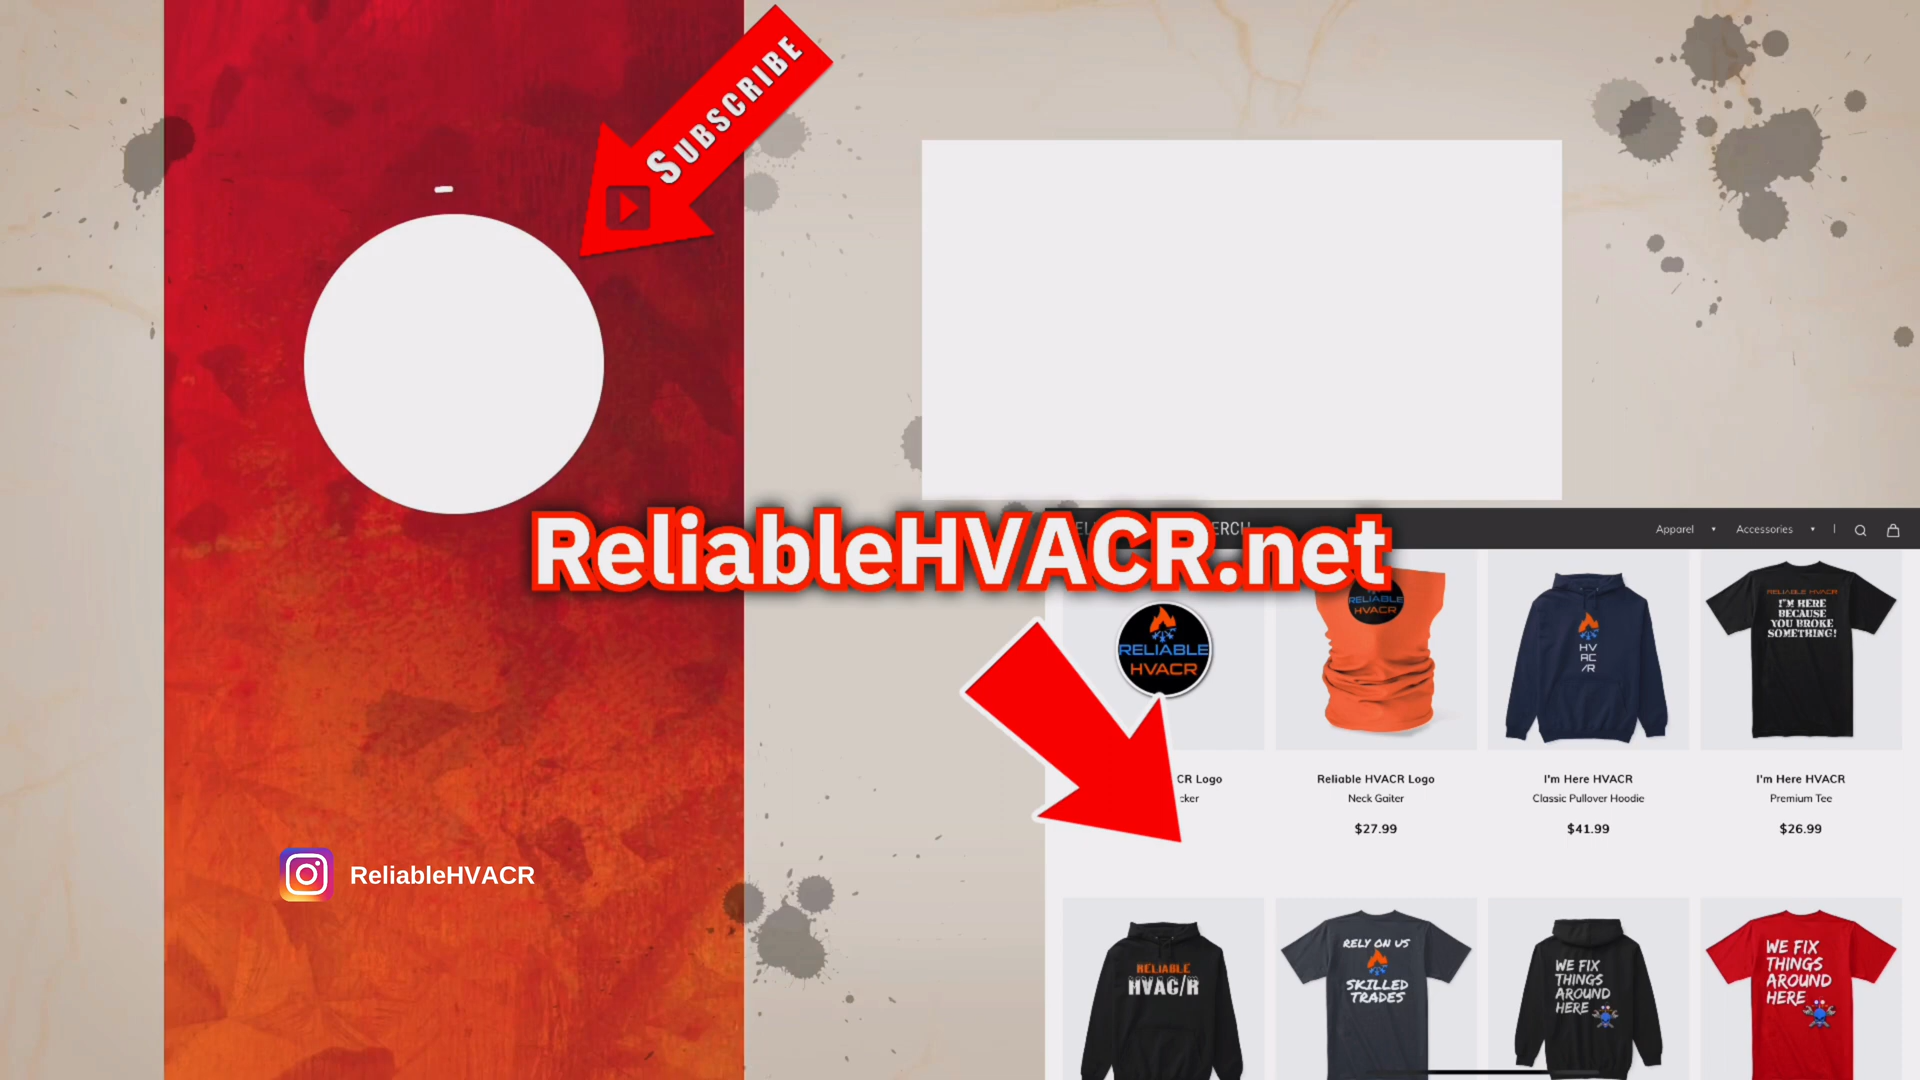 SUBSCRIBE
ReliableHVACR.net
Apparel
Accessories
RELIABLE
HVACR
RELIABLE
HVACR
HV
AC
/R
RELIABLE HVACR
I'M HERE
BECAUSE
YOU BROKE
SOMETHING!
CR Logo
Reliable HVACR Logo
Neck Gaiter
$27.99
I'm Here HVACR
Classic Pullover Hoodie
$41.99
I'm Here HVACR
Premium Tee
$26.99
ReliableHVACR
RELIABLE
HVAC/R
RELY ON US
SKILLED
TRADES
WE FIX
THINGS
AROUND
HERE
WE FIX
THINGS
AROUND
HERE